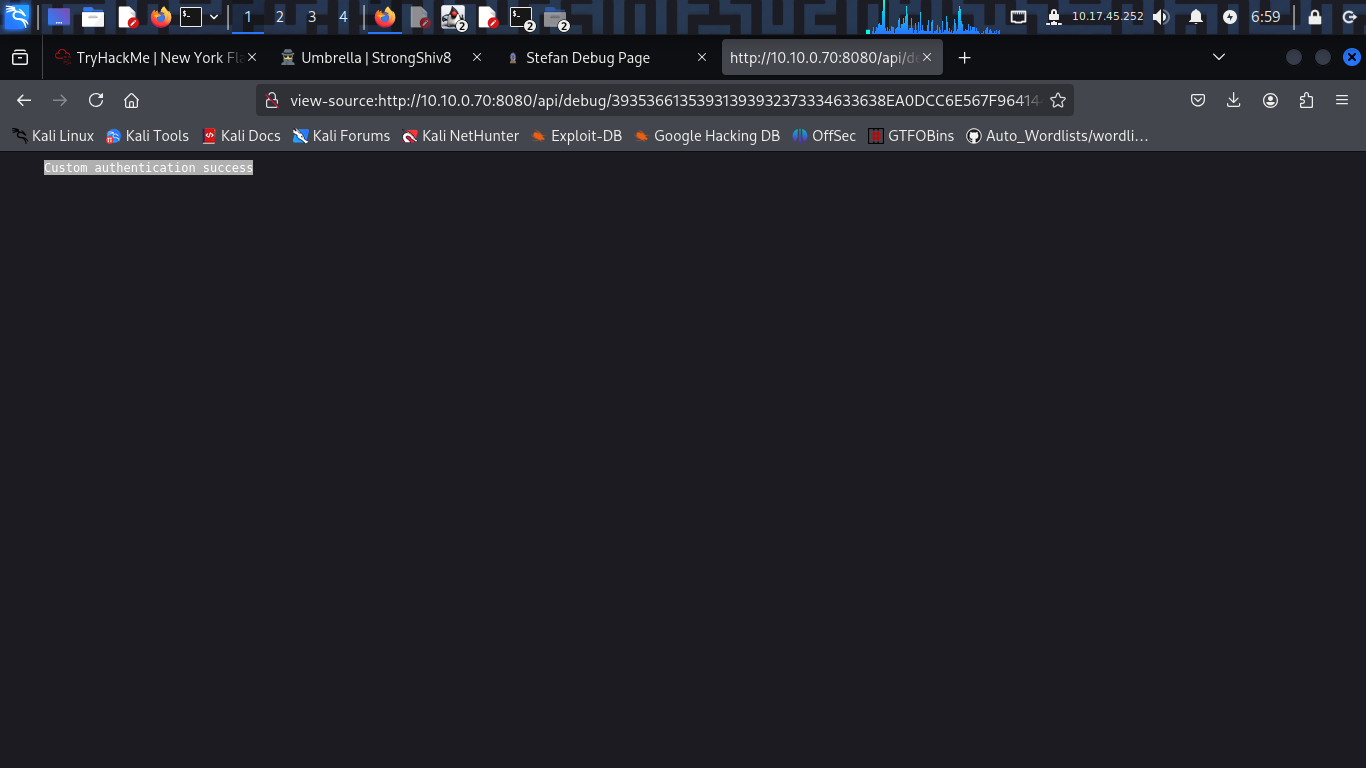 1 2 3 4 2 2 2 10.17.45.252 6:59
TryHackMe | New York Fla Umbrella | StrongShiv8 Stefan Debug Page http://10.10.0.70:8080/api/de
view-source:http://10.10.0.70:8080/api/debug/39353661353931393932373334633638EA0DCC6E567F96414
Kali Linux Kali Tools Kali Docs Kali Forums Kali NetHunter Exploit-DB Google Hacking DB OffSec GTFOBins Auto_Wordlists/wordli...
Custom authentication success